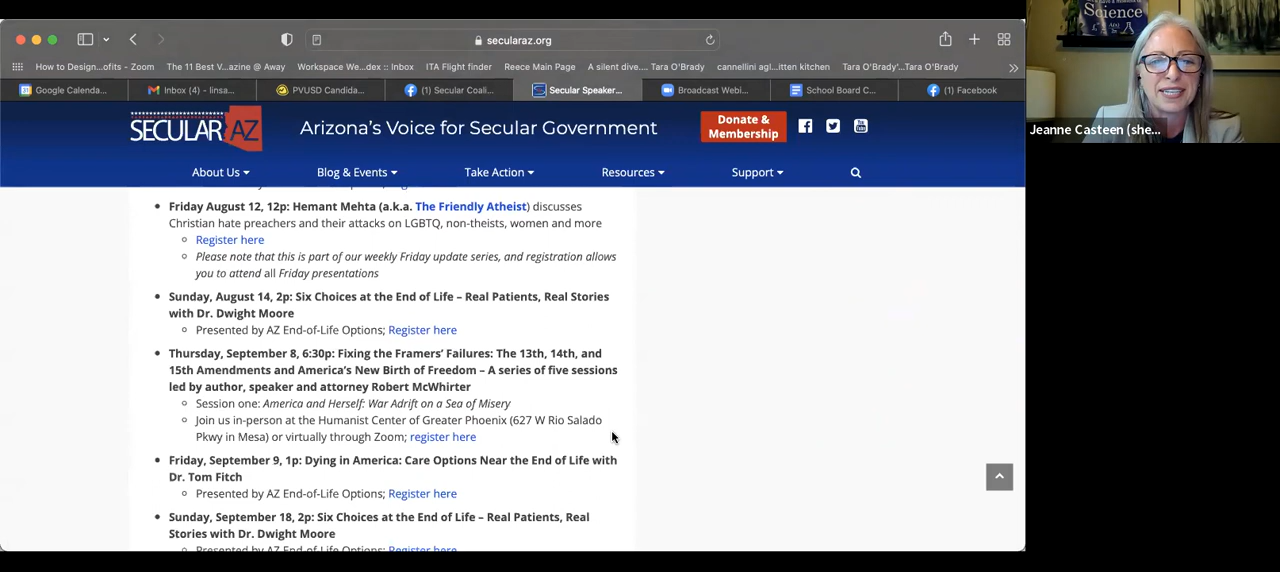 secularaz.org
How to Design...ofits - Zoom
The 11 Best V...azine @ Away
Workspace We...dex :: Inbox
ITA Flight finder
Reece Main Page
A silent dive.... Tara O'Brady
cannellini agl...itten kitchen
Tara O'Brady'...Tara O'Brady
Google Calenda...
Inbox (4) - linsa...
PVUSD Candida...
(1) Secular Coali...
Secular Speaker...
Broadcast Webi...
School Board C...
(1) Facebook
SECULAR AZ
Arizona's Voice for Secular Government
Donate &
Membership
About Us
Blog & Events
Take Action
Resources
Support
Friday August 12, 12p: Hemant Mehta (a.k.a. The Friendly Atheist) discusses
Christian hate preachers and their attacks on LGBTQ, non-theists, women and more
Register here
Please note that this is part of our weekly Friday update series, and registration allows
you to attend all Friday presentations
Sunday, August 14, 2p: Six Choices at the End of Life – Real Patients, Real Stories
with Dr. Dwight Moore
Presented by AZ End-of-Life Options; Register here
Thursday, September 8, 6:30p: Fixing the Framers' Failures: The 13th, 14th, and
15th Amendments and America's New Birth of Freedom – A series of five sessions
led by author, speaker and attorney Robert McWhirter
Session one: America and Herself: War Adrift on a Sea of Misery
Join us in-person at the Humanist Center of Greater Phoenix (627 W Rio Salado
Pkwy in Mesa) or virtually through Zoom; register here
Friday, September 9, 1p: Dying in America: Care Options Near the End of Life with
Dr. Tom Fitch
Presented by AZ End-of-Life Options; Register here
Sunday, September 18, 2p: Six Choices at the End of Life – Real Patients, Real
Stories with Dr. Dwight Moore
Presented by AZ End-of-Life Options; Register here
Science
Jeanne Casteen (she...